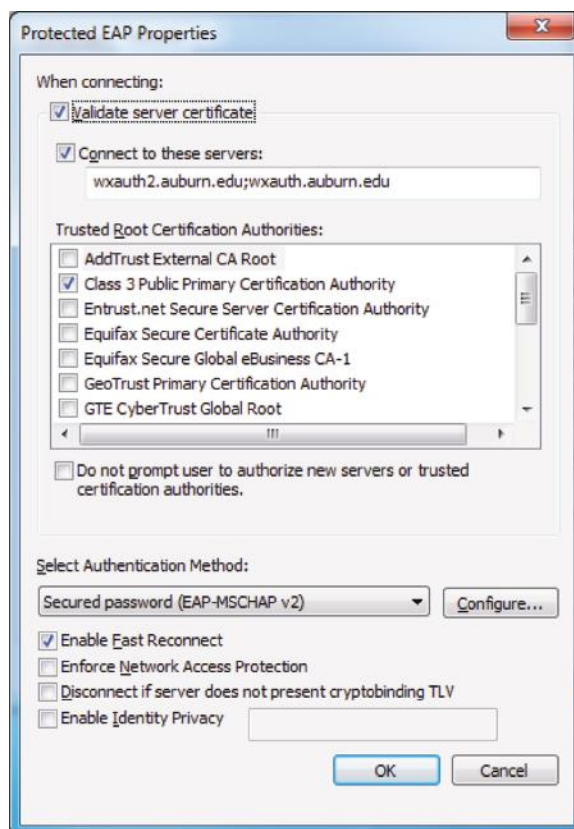 Protected EAP Properties
When connecting:
Validate server certificate
Connect to these servers:
wxauth2.auburn.edu;wxauth.auburn.edu
Trusted Root Certification Authorities:
AddTrust External CA Root
Class 3 Public Primary Certification Authority
Entrust.net Secure Server Certification Authority
Equifax Secure Certificate Authority
Equifax Secure Global eBusiness CA-1
GeoTrust Primary Certification Authority
GTE CyberTrust Global Root
Do not prompt user to authorize new servers or trusted
certification authorities.
Select Authentication Method:
Secured password (EAP-MSCHAP v2)
Configure...
Enable Fast Reconnect
Enforce Network Access Protection
Disconnect if server does not present cryptobinding TLV
Enable Identity Privacy
OK
Cancel